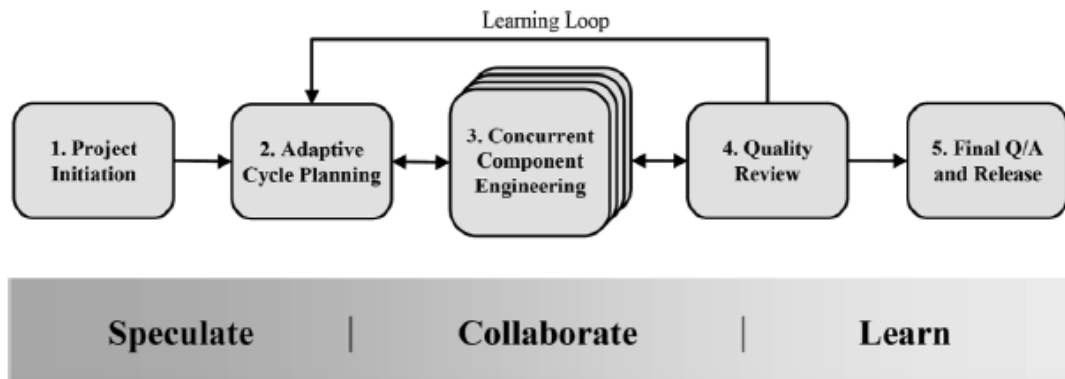 Learning Loop
1. Project
Initiation
2. Adaptive
Cycle Planning
3. Concurrent
Component
Engineering
4. Quality
Review
5. Final Q/A
and Release
Speculate | Collaborate | Learn